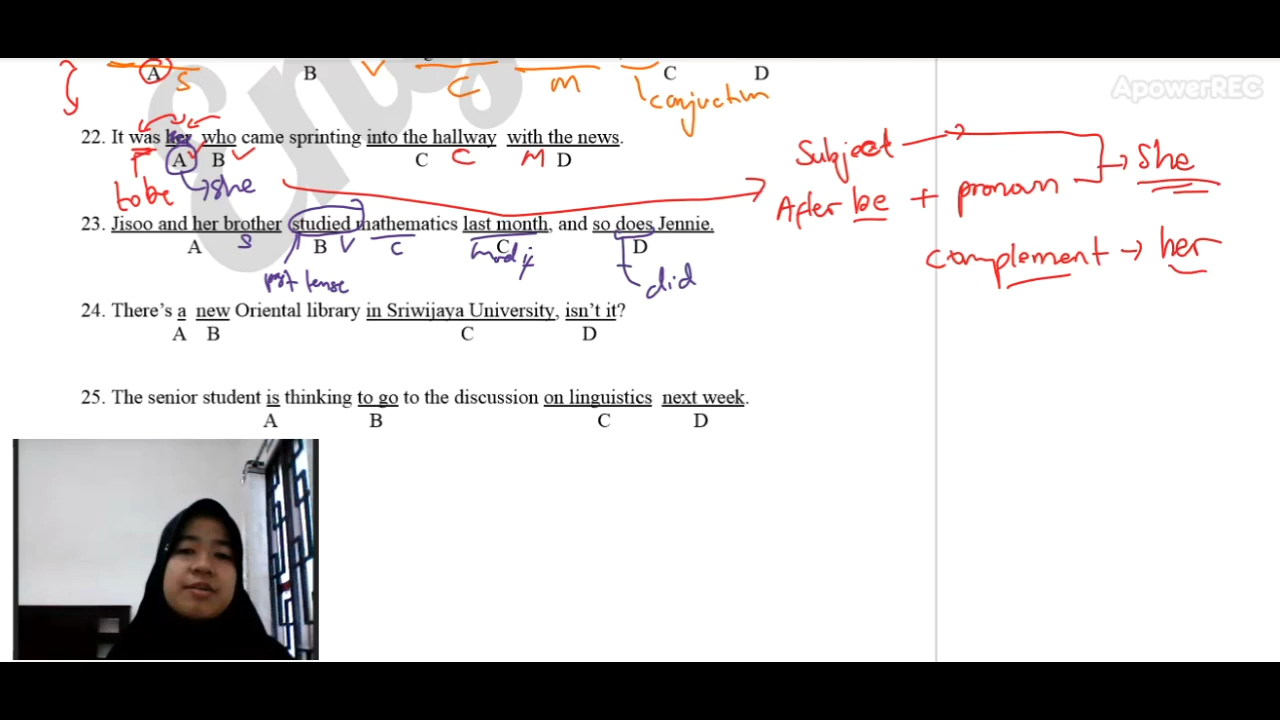 A S B V C M C D
conjuction
ApowerREC
22. It was her who came sprinting into the hallway with the news.
A B C C M D
to be → she
Subject → she
After be + pronoun
23. Jisoo and her brother studied mathematics last month, and so does Jennie.
A S B V C C D
past tense modif did
complement → her
24. There's a new Oriental library in Sriwijaya University, isn't it?
A B C D
25. The senior student is thinking to go to the discussion on linguistics next week.
A B C D